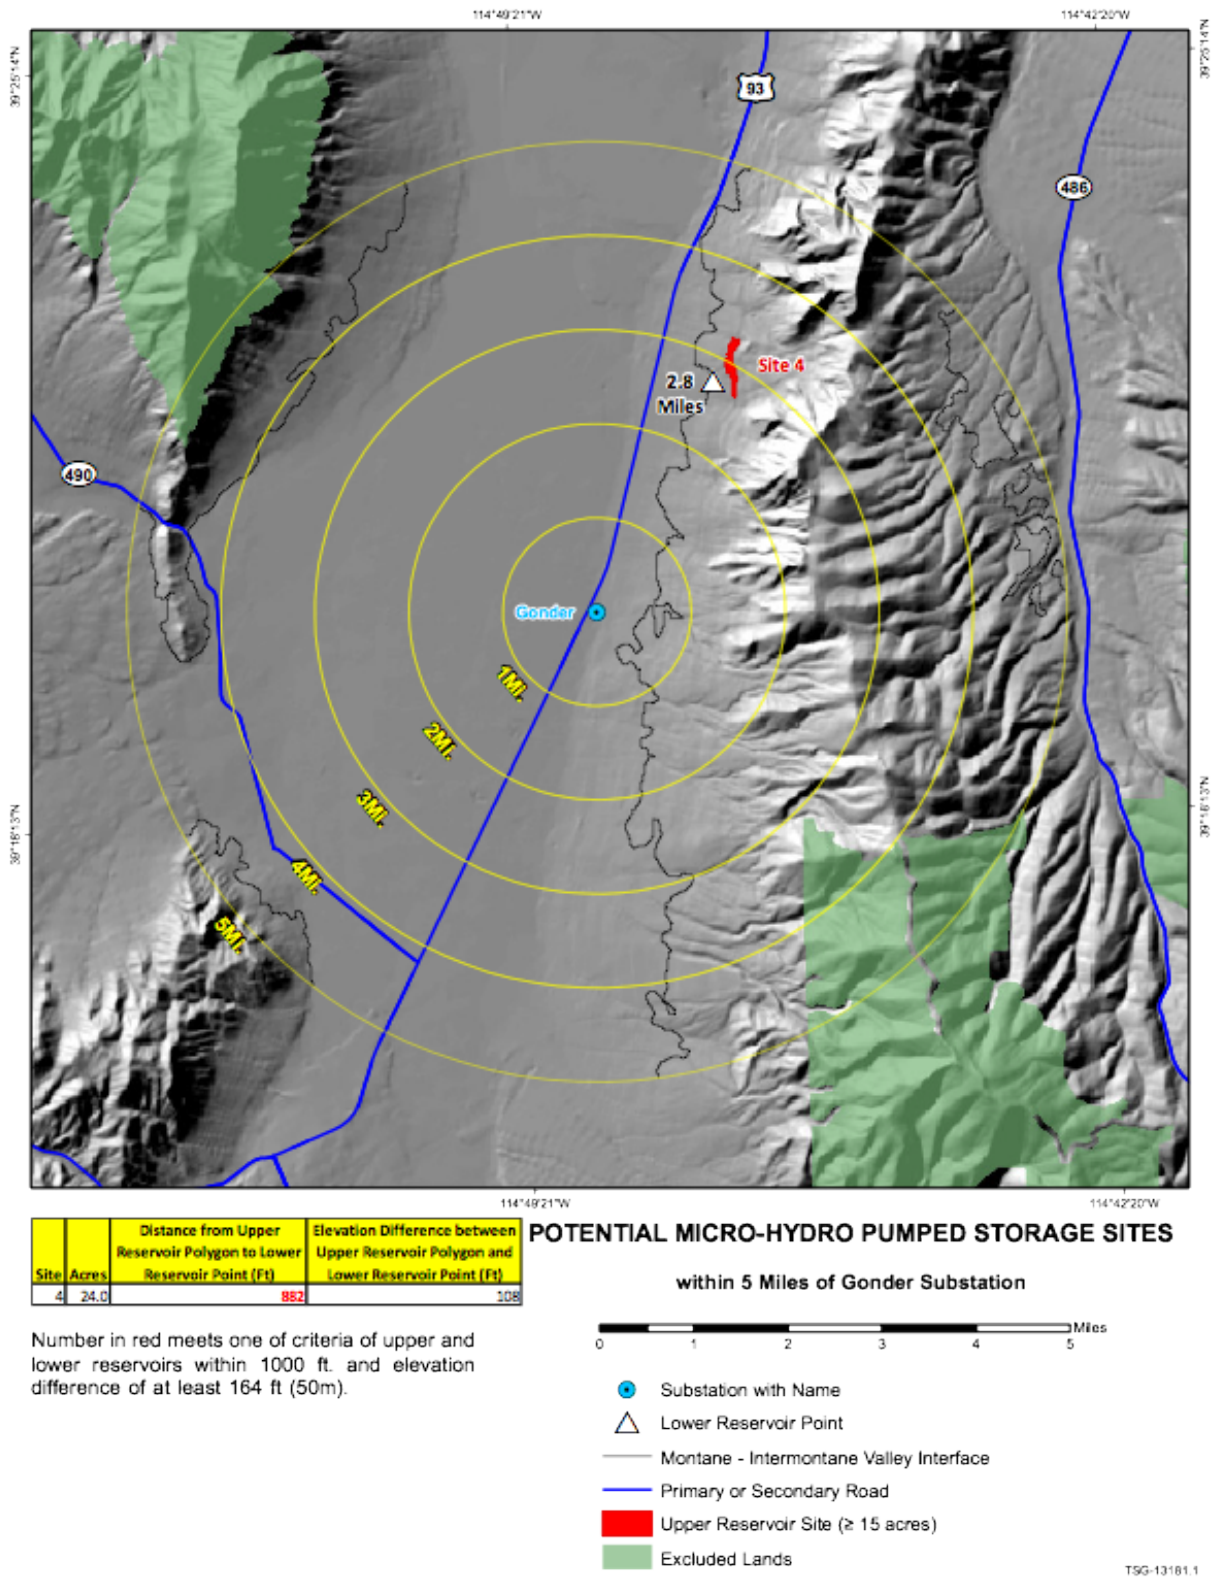 114°49'21"W
114°42'20"W
39°25'14"N
39°25'14"N
93
486
Site 4
2.8
Miles
490
Gonder
1Mi.
2Mi.
3Mi.
4Mi.
5Mi.
39°18'13"N
39°18'13"N
114°49'21"W
114°42'20"W
Site
Acres
Distance from Upper
Reservoir Polygon to Lower
Reservoir Point (Ft)
Elevation Difference between
Upper Reservoir Polygon and
Lower Reservoir Point (Ft)
4 24.0 882 108
POTENTIAL MICRO-HYDRO PUMPED STORAGE SITES
within 5 Miles of Gonder Substation
Number in red meets one of criteria of upper and
lower reservoirs within 1000 ft. and elevation
difference of at least 164 ft (50m).
Miles
0 1 2 3 4 5
Substation with Name
Lower Reservoir Point
Montane - Intermontane Valley Interface
Primary or Secondary Road
Upper Reservoir Site (≥ 15 acres)
Excluded Lands
TSG-13181.1